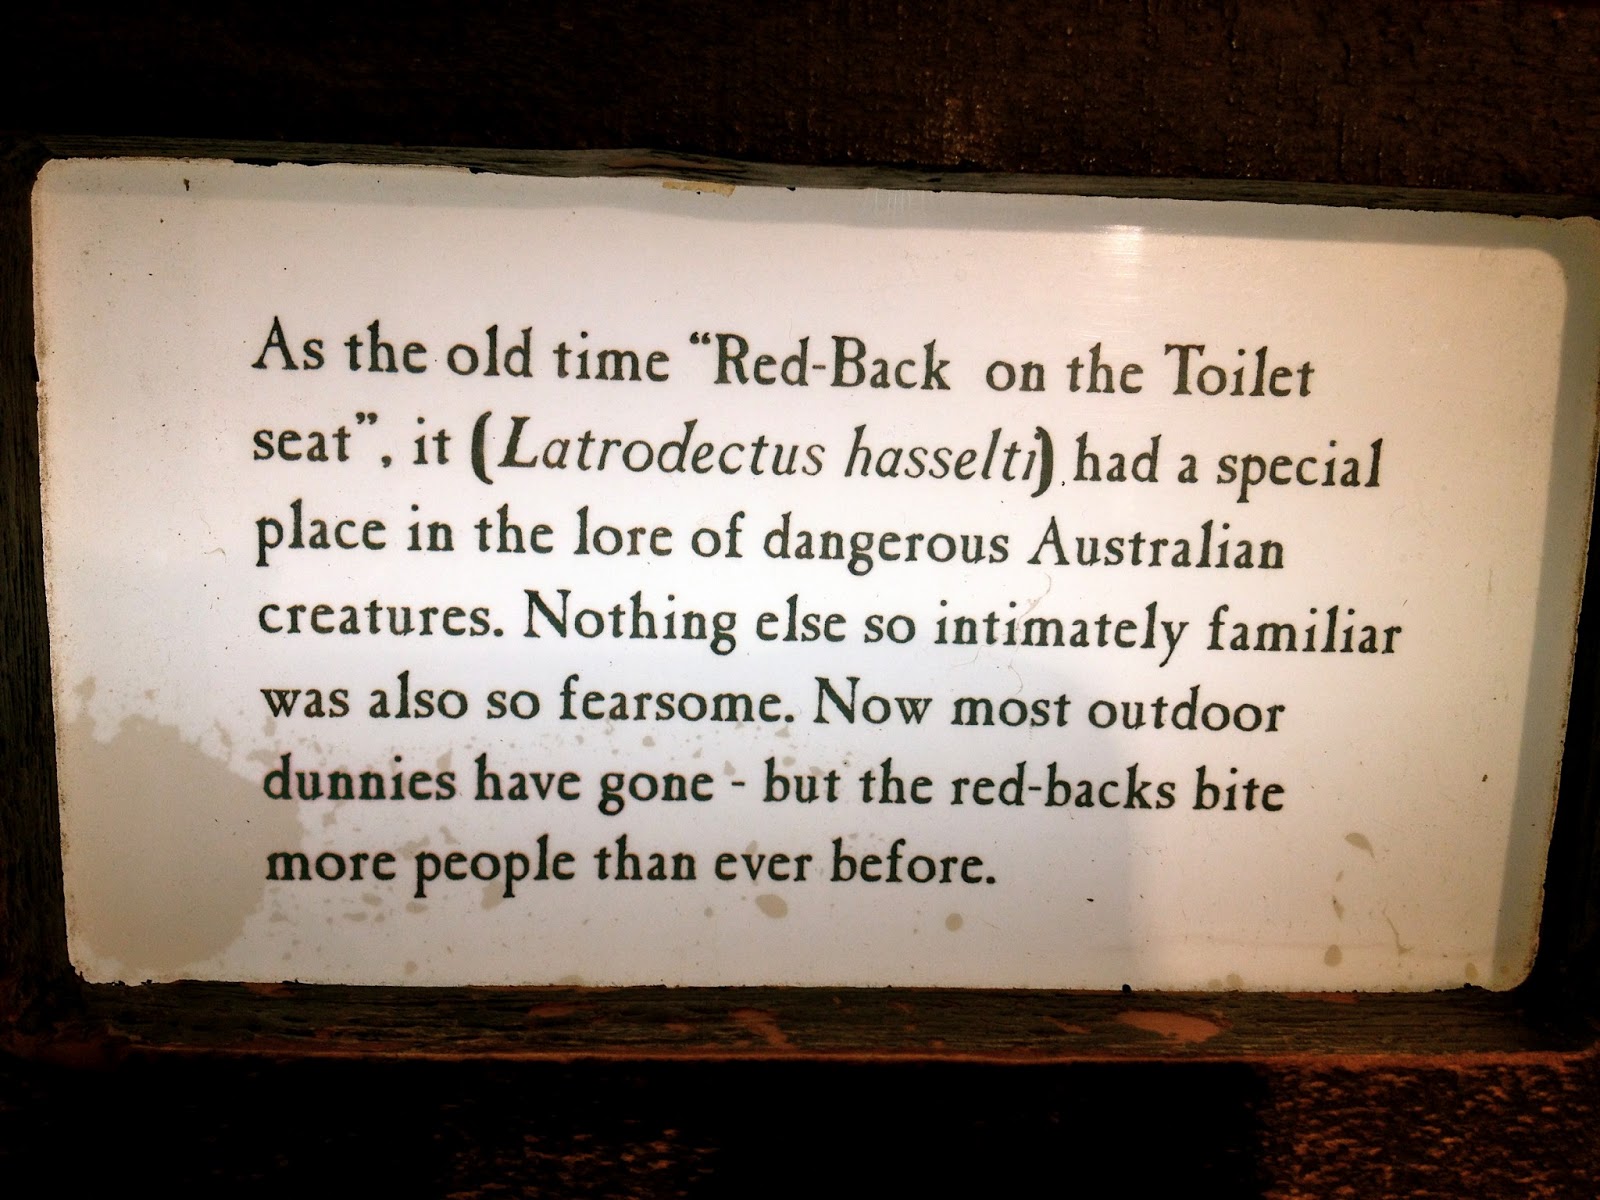 As the old time “Red-Back on the Toilet
seat”, it (Latrodectus hasselti) had a special
place in the lore of dangerous Australian
creatures. Nothing else so intimately familiar
was also so fearsome. Now most outdoor
dunnies have gone - but the red-backs bite
more people than ever before.